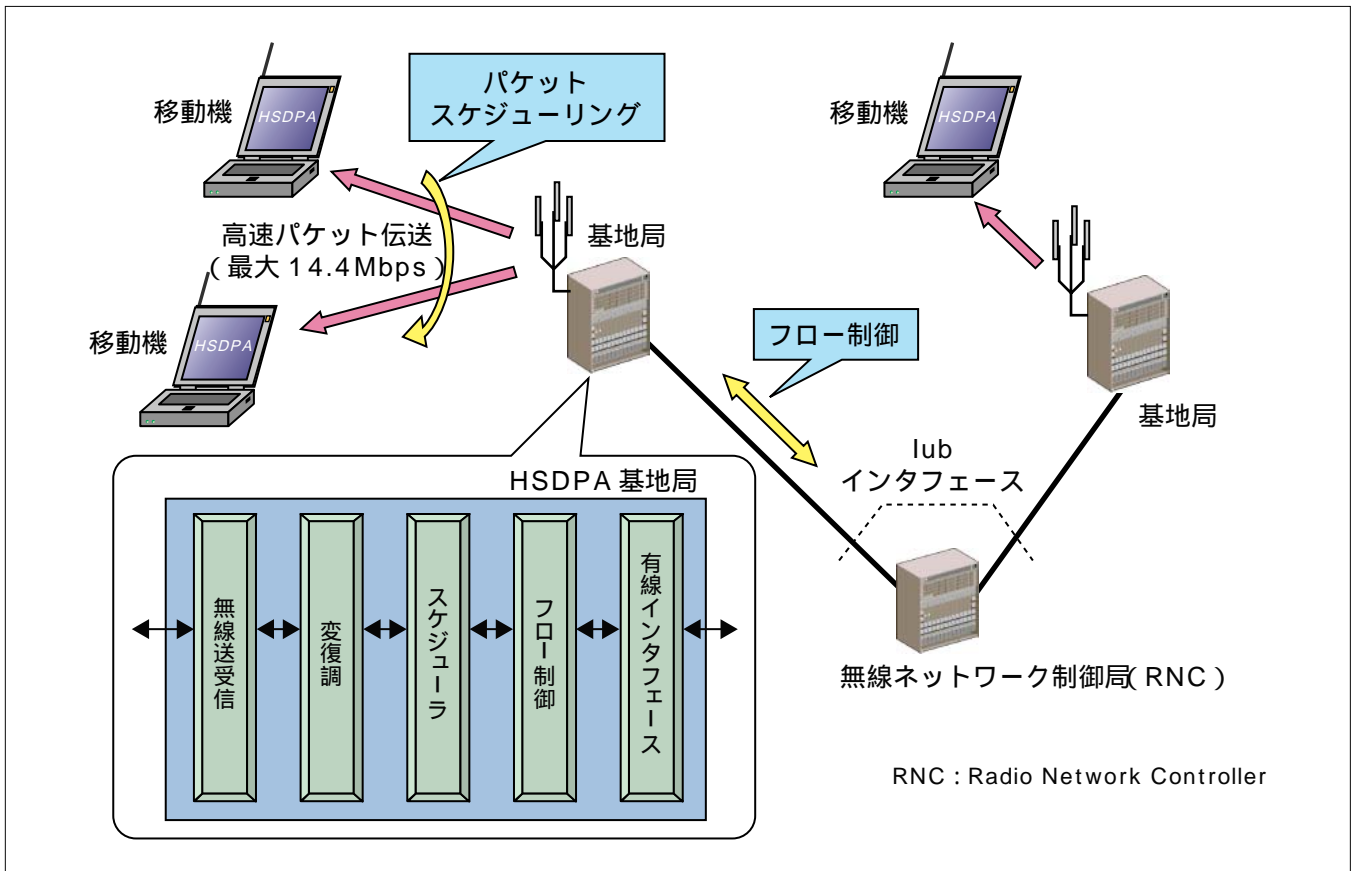 パケット
スケジューリング
移動機
HSDPA
移動機
HSDPA
高速パケット伝送
(最大 14.4Mbps)
基地局
移動機
HSDPA
フロー制御
基地局
Iub
インタフェース
HSDPA 基地局
無線送受信
変復調
スケジューラ
フロー制御
有線インタフェース
無線ネットワーク制御局(RNC)
RNC : Radio Network Controller